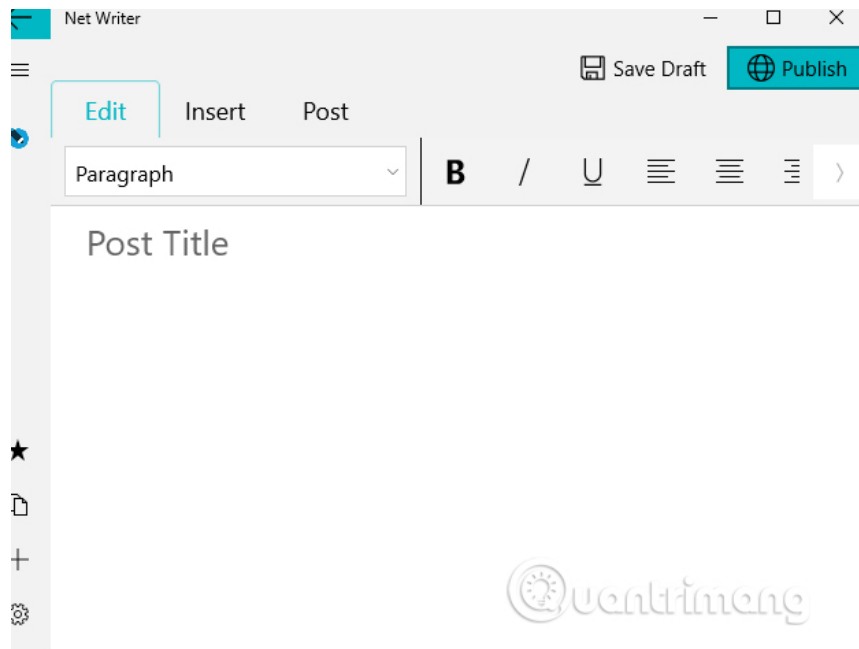 Net Writer
Save Draft
Publish
Edit Insert Post
Paragraph
B I U
Post Title
Quantrimang